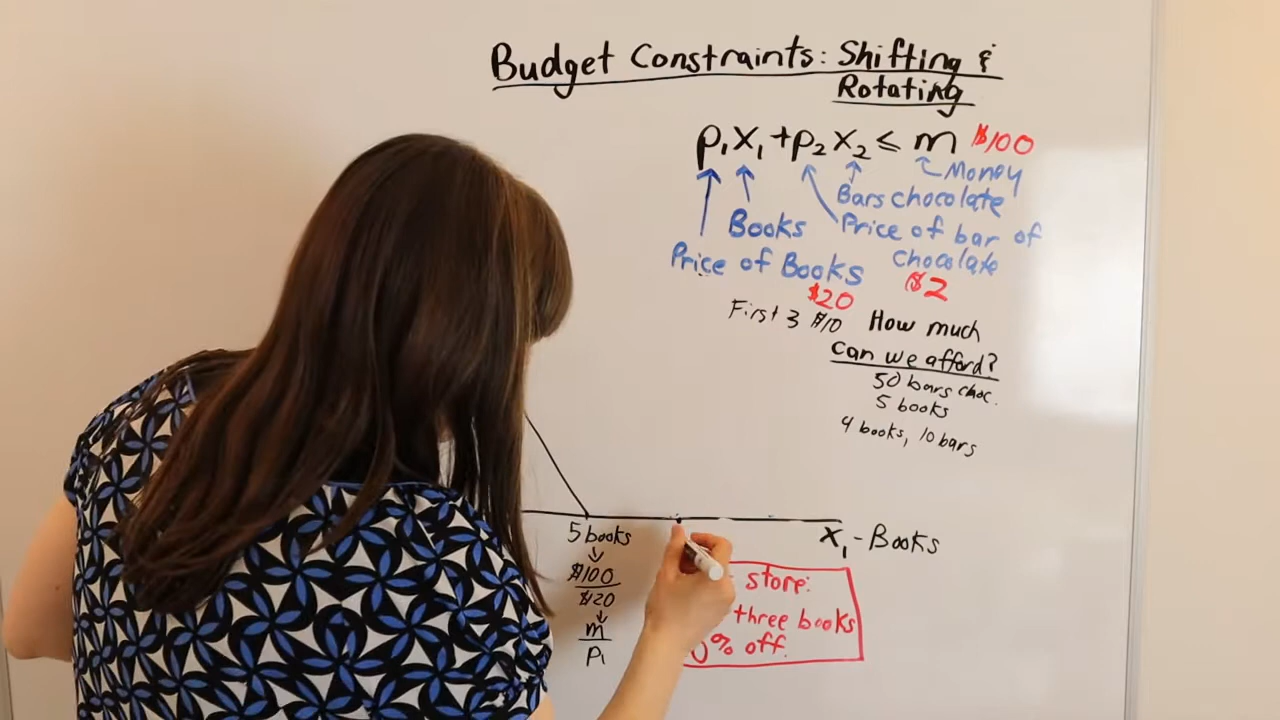 Budget Constraints: Shifting &
Rotating
p₁x₁+p₂x₂ ≤ m $100
Money
Bars chocolate
Books
Price of bar of
chocolate
Price of Books
$2
$20
First 3 $10
How much
can we afford?
50 bars choc.
5 books
4 books, 10 bars
5 books
x₁ - Books
$100
$20
m
p₁
store:
three books
0% off.